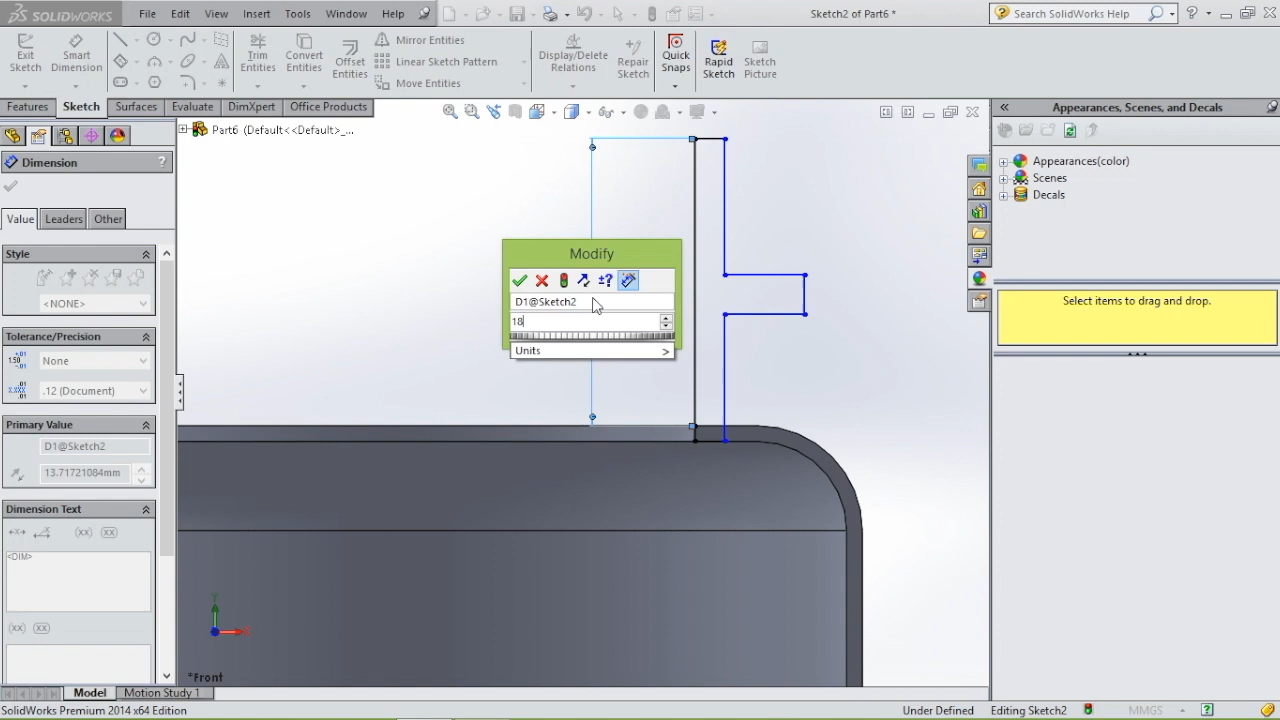 SOLIDWORKS File Edit View Insert Tools Window Help Sketch2 of Part6 * Search SolidWorks Help
Exit Sketch
Smart Dimension
Trim Entities
Convert Entities
Offset Entities
Mirror Entities
Linear Sketch Pattern
Move Entities
Display/Delete Relations
Repair Sketch
Quick Snaps
Rapid Sketch
Sketch Picture
Features Sketch Surfaces Evaluate DimXpert Office Products
Appearances, Scenes, and Decals
Part6 (Default<<Default>_...
Dimension ?
Value Leaders Other
Style
<NONE>
Tolerance/Precision
None
.12 (Document)
Primary Value
D1@Sketch2
13.71721084mm
Dimension Text
<DIM>
Modify
D1@Sketch2
18
Units >
Appearances(color)
Scenes
Decals
Select items to drag and drop.
Y
X
*Front
Model Motion Study 1
SolidWorks Premium 2014 x64 Edition Under Defined Editing Sketch2 MMGS